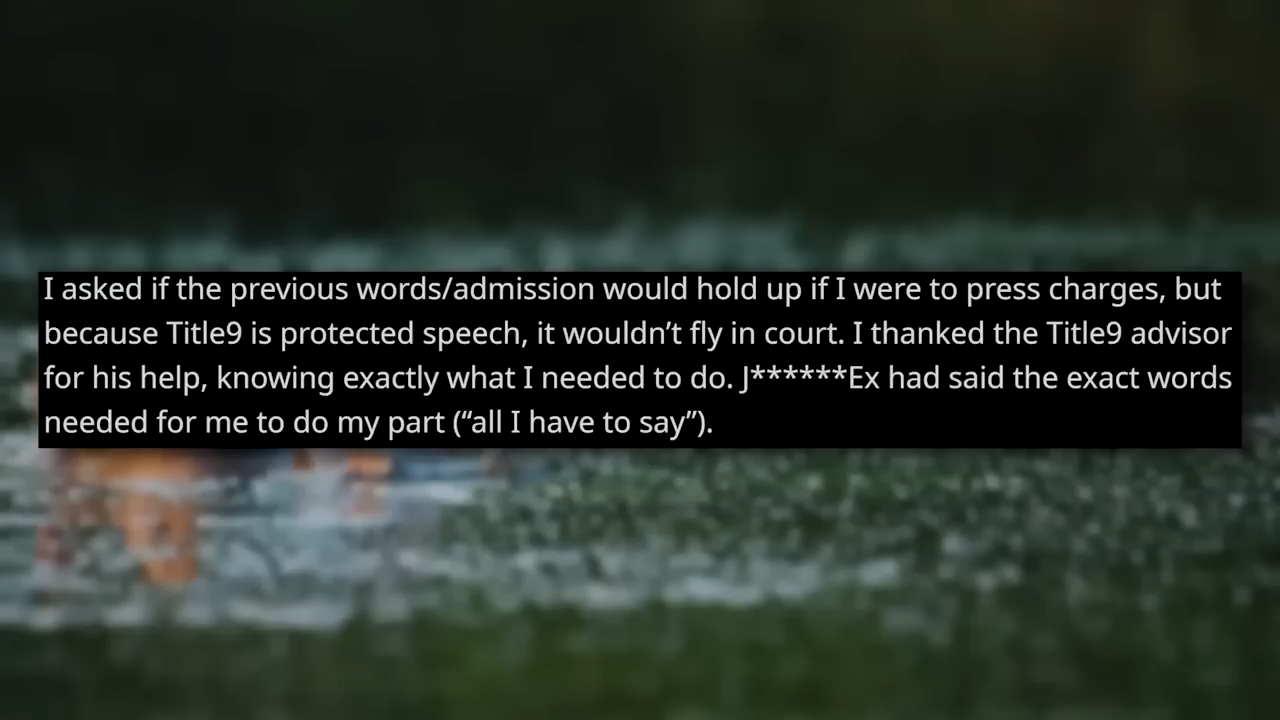 I asked if the previous words/admission would hold up if I were to press charges, but
because Title9 is protected speech, it wouldn’t fly in court. I thanked the Title9 advisor
for his help, knowing exactly what I needed to do. J******Ex had said the exact words
needed for me to do my part (“all I have to say”).